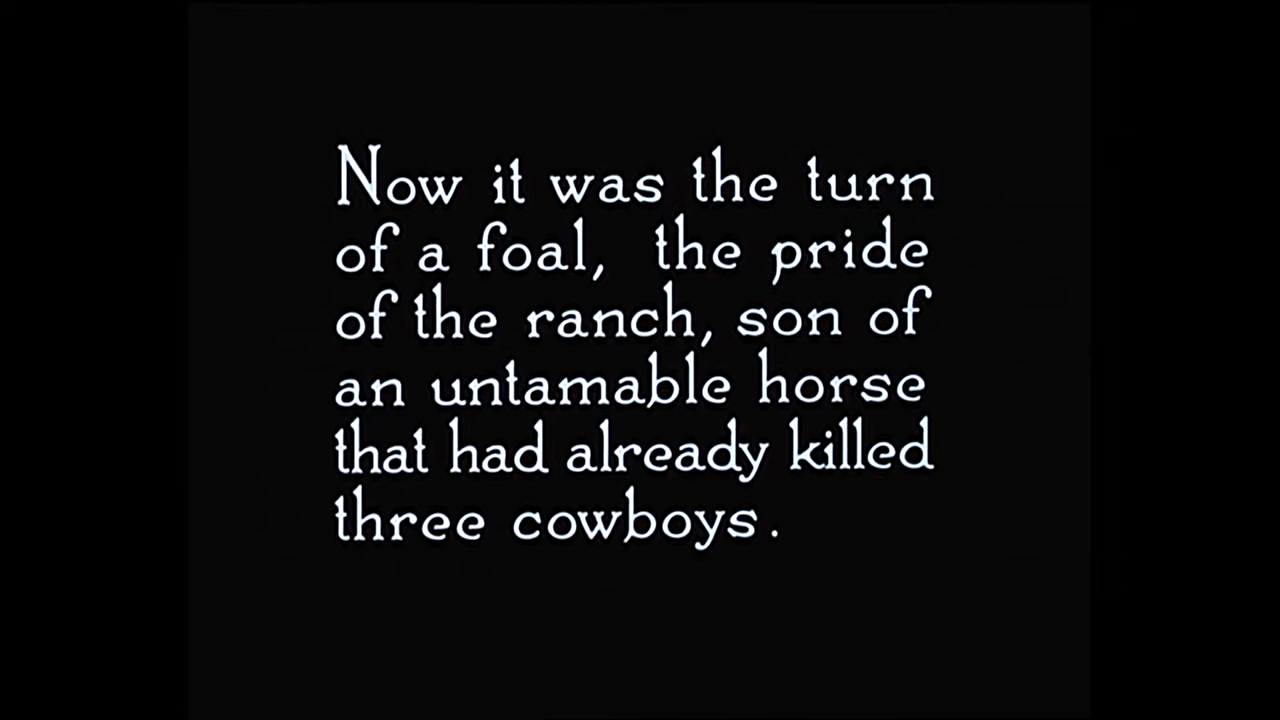 Now it was the turn
of a foal, the pride
of the ranch, son of
an untamable horse
that had already killed
three cowboys.